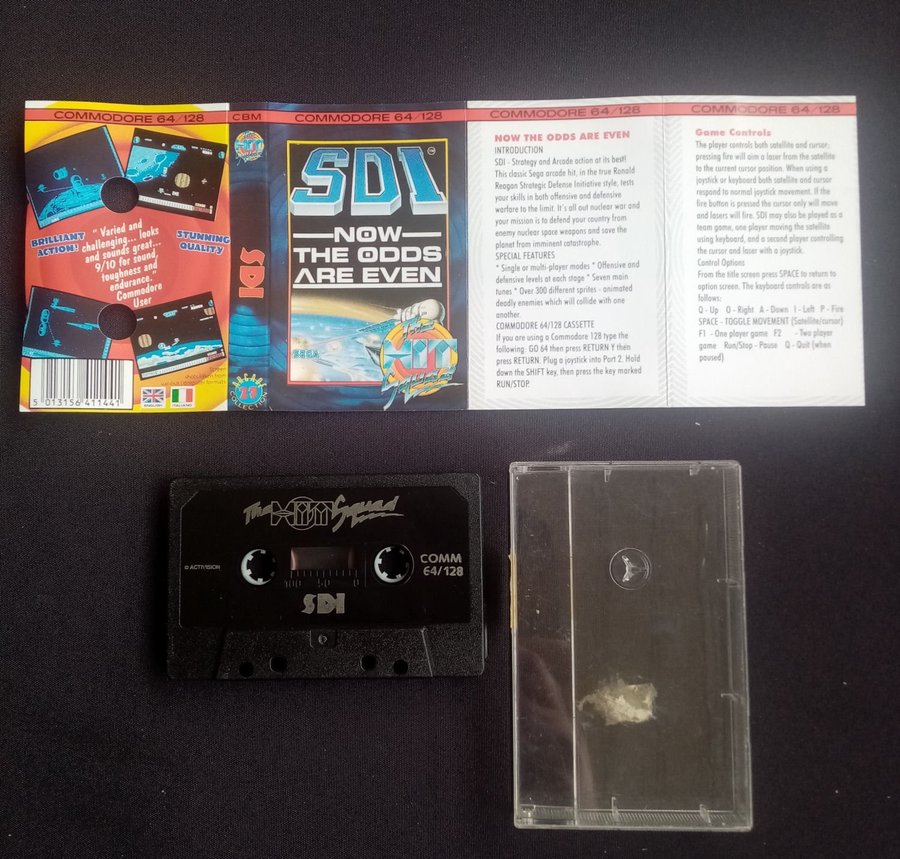 COMMODORE 64/128
BRILLIANT
ACTION!
" Varied and
challenging... looks
and sounds great...
9/10 for sound,
toughness and
endurance."
Commodore
User
STUNNING
QUALITY
5 013156 411441
ENGLISH
ITALIANO
CBM
SDI
ARCADE
COLLECTION
COMMODORE 64/128
SDI™
NOW
THE ODDS
ARE EVEN
SEGA
The
HIT
Squad
COMMODORE 64/128
NOW THE ODDS ARE EVEN
INTRODUCTION
SDI - Strategy and Arcade action at its best!
This classic Sega arcade hit, in the true Ronald
Reagan Strategic Defense Initiative style, tests
your skills in both offensive and defensive
warfare to the limit. It's all out nuclear war and
your mission is to defend your country from
enemy nuclear space weapons and save the
planet from imminent catastrophe.
SPECIAL FEATURES
* Single or multi-player modes * Offensive and
defensive levels at each stage * Seven main
tunes * Over 300 different sprites - animated
deadly enemies which will collide with one
another.
COMMODORE 64/128 CASSETTE
If you are using a Commodore 128 type the
following: GO 64 then press RETURN Y then
press RETURN. Plug a joystick into Part 2. Hold
down the SHIFT key, then press the key marked
RUN/STOP.
COMMODORE 64/128
Game Controls
The player controls both satellite and cursor;
pressing fire will aim a laser from the satellite
to the current cursor position. When using a
joystick or keyboard both satellite and cursor
respond to normal joystick movement. If the
fire button is pressed the cursor only will move
and lasers will fire. SDI may also be played as a
team game, one player moving the satellite
using keyboard, and a second player controlling
the cursor and laser with a joystick.
Control Options
From the title screen press SPACE to return to
option screen. The keyboard controls are as
follows:
Q - Up O - Right A - Down I - Left P - Fire
SPACE - TOGGLE MOVEMENT (Satellite/cursor)
F1 - One player game F2 - Two player
game Run/Stop - Pause Q - Quit (when
paused)
The HIT Squad
© ACTIVISION
COMM
64/128
100 50 0
SDI